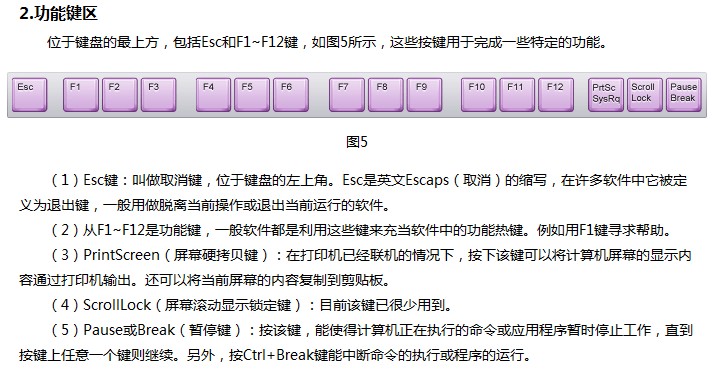 2.功能键区
位于键盘的最上方，包括Esc和F1~F12键，如图5所示，这些按键用于完成一些特定的功能。
Esc F1 F2 F3 F4 F5 F6 F7 F8 F9 F10 F11 F12 PrtSc Scroll Pause
SysRq Lock Break
图5
（1）Esc键：叫做取消键，位于键盘的左上角。Esc是英文Escaps（取消）的缩写，在许多软件中它被定
义为退出键，一般用做脱离当前操作或退出当前运行的软件。
（2）从F1~F12是功能键，一般软件都是利用这些键来充当软件中的功能热键。例如用F1键寻求帮助。
（3）PrintScreen（屏幕硬拷贝键）：在打印机已经联机的情况下，按下该键可以将计算机屏幕的显示内
容通过打印机输出。还可以将当前屏幕的内容复制到剪贴板。
（4）ScrollLock（屏幕滚动显示锁定键）：目前该键已很少用到。
（5）Pause或Break（暂停键）：按该键，能使得计算机正在执行的命令或应用程序暂时停止工作，直到
按键上任意一个键则继续。另外，按Ctrl+Break键能中断命令的执行或程序的运行。